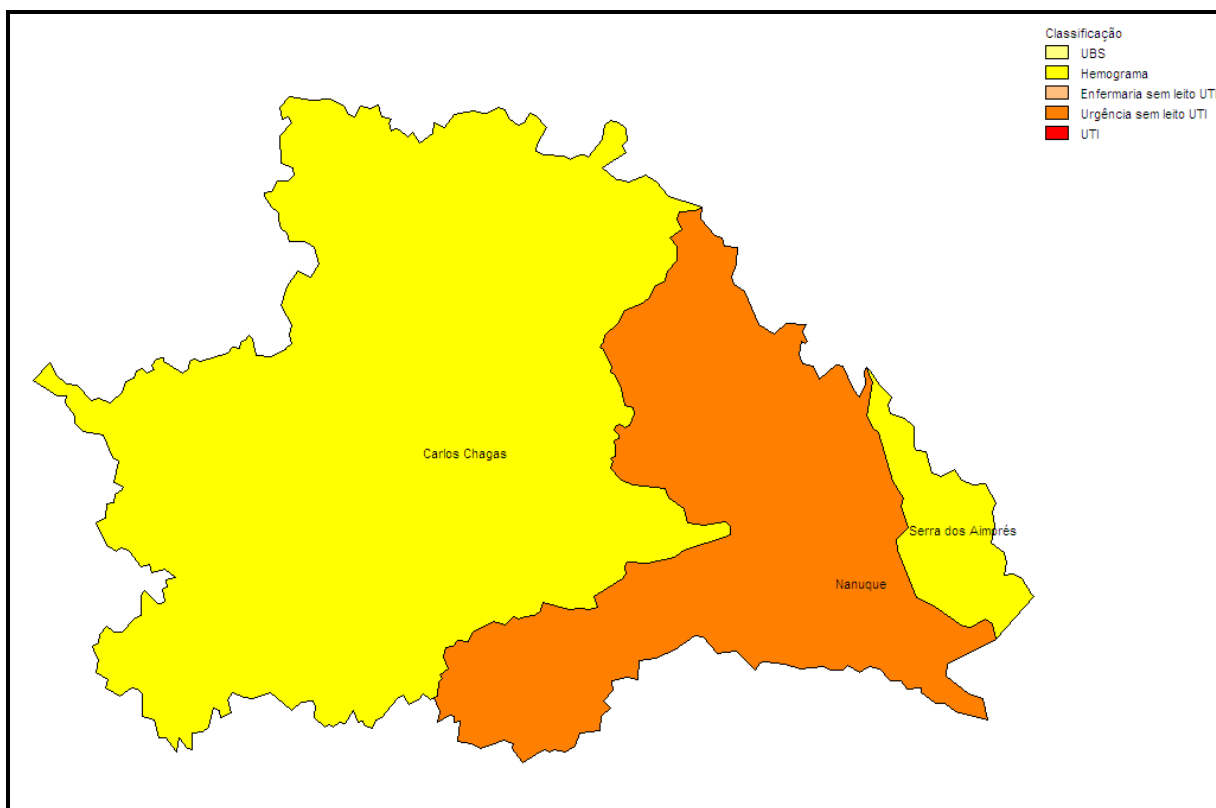 Classificação
UBS
Hemograma
Enfermaria sem leito UTI
Urgência sem leito UTI
UTI
Carlos Chagas
Serra dos Aimorés
Nanuque